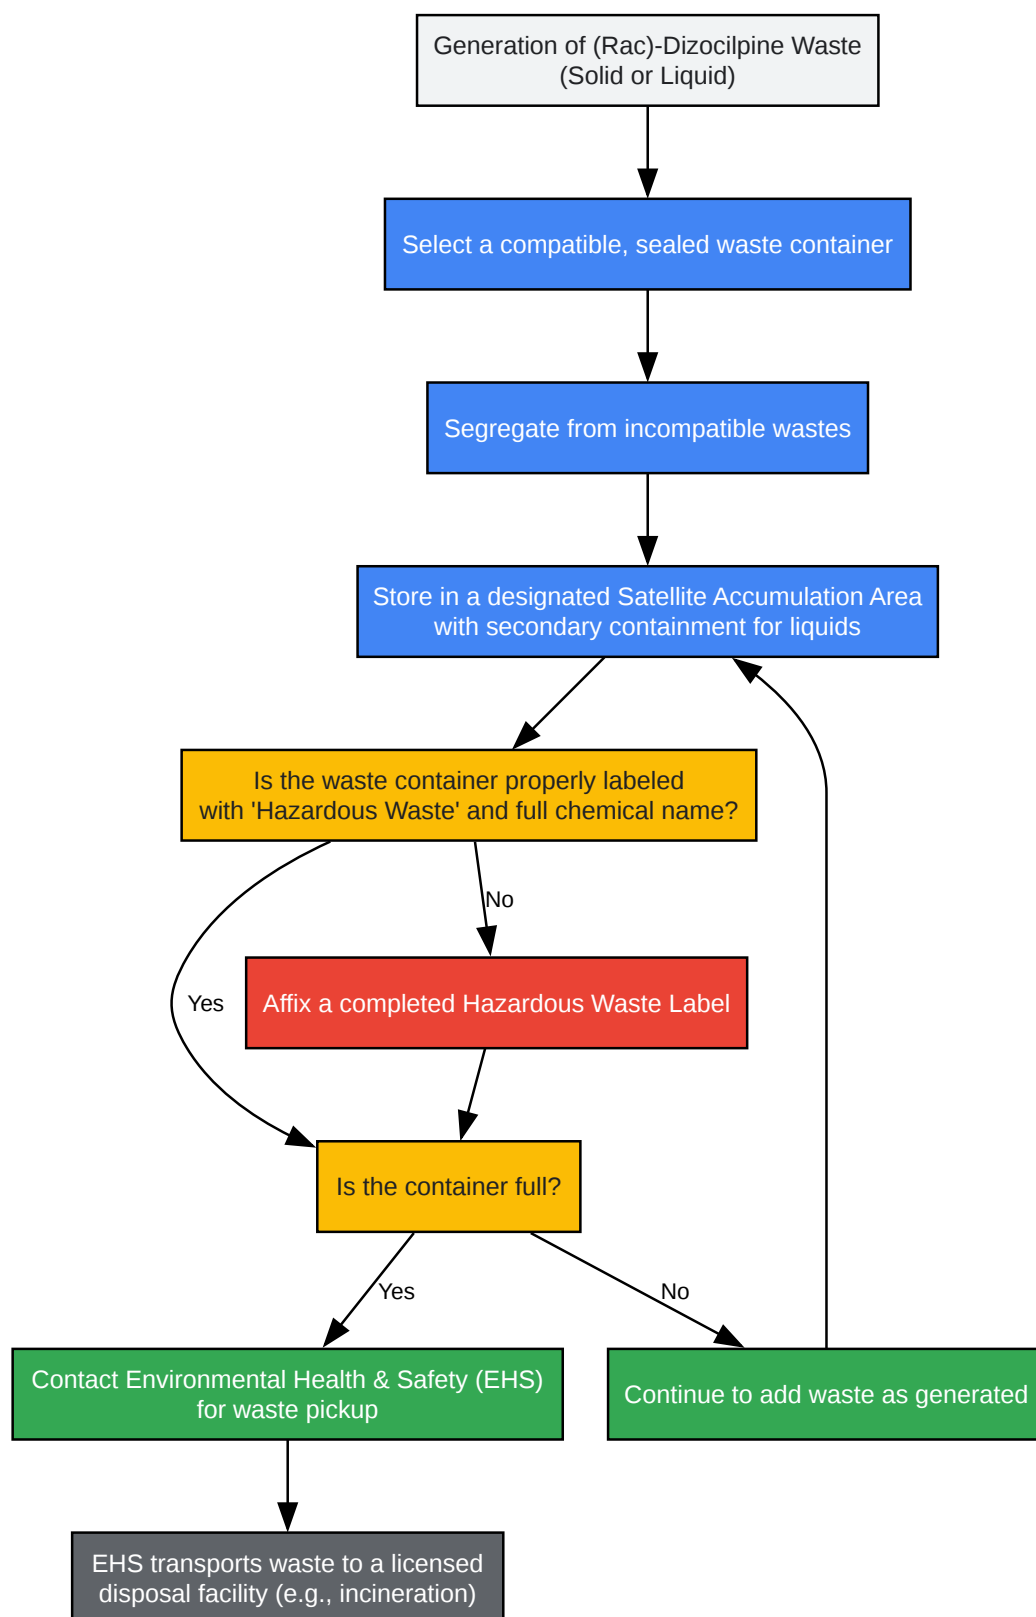 Generation of (Rac)-Dizocilpine Waste
(Solid or Liquid)
Select a compatible, sealed waste container
Segregate from incompatible wastes
Store in a designated Satellite Accumulation Area
with secondary containment for liquids
Is the waste container properly labeled
with 'Hazardous Waste' and full chemical name?
No
Yes
Affix a completed Hazardous Waste Label
Is the container full?
Yes
No
Contact Environmental Health & Safety (EHS)
for waste pickup
Continue to add waste as generated
EHS transports waste to a licensed
disposal facility (e.g., incineration)